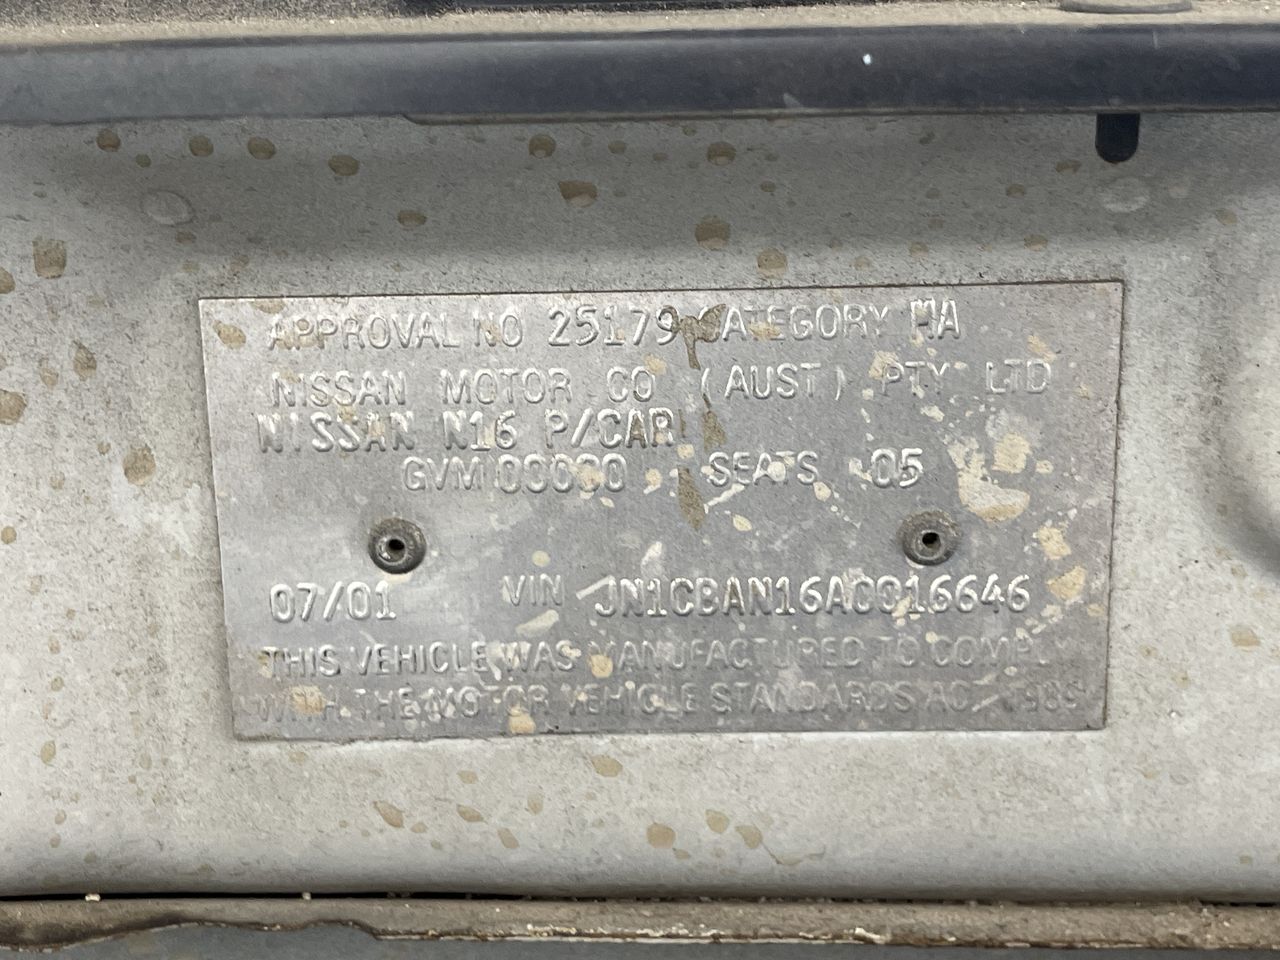 APPROVAL NO 25179 CATEGORY MA
NISSAN MOTOR CO (AUST) PTY LTD
NISSAN N16 P/CAR
GVM 00000 SEATS 05
07/01 VIN JN1CBAN16A0016646
THIS VEHICLE WAS MANUFACTURED TO COMPLY
WITH THE MOTOR VEHICLE STANDARDS ACT 1989